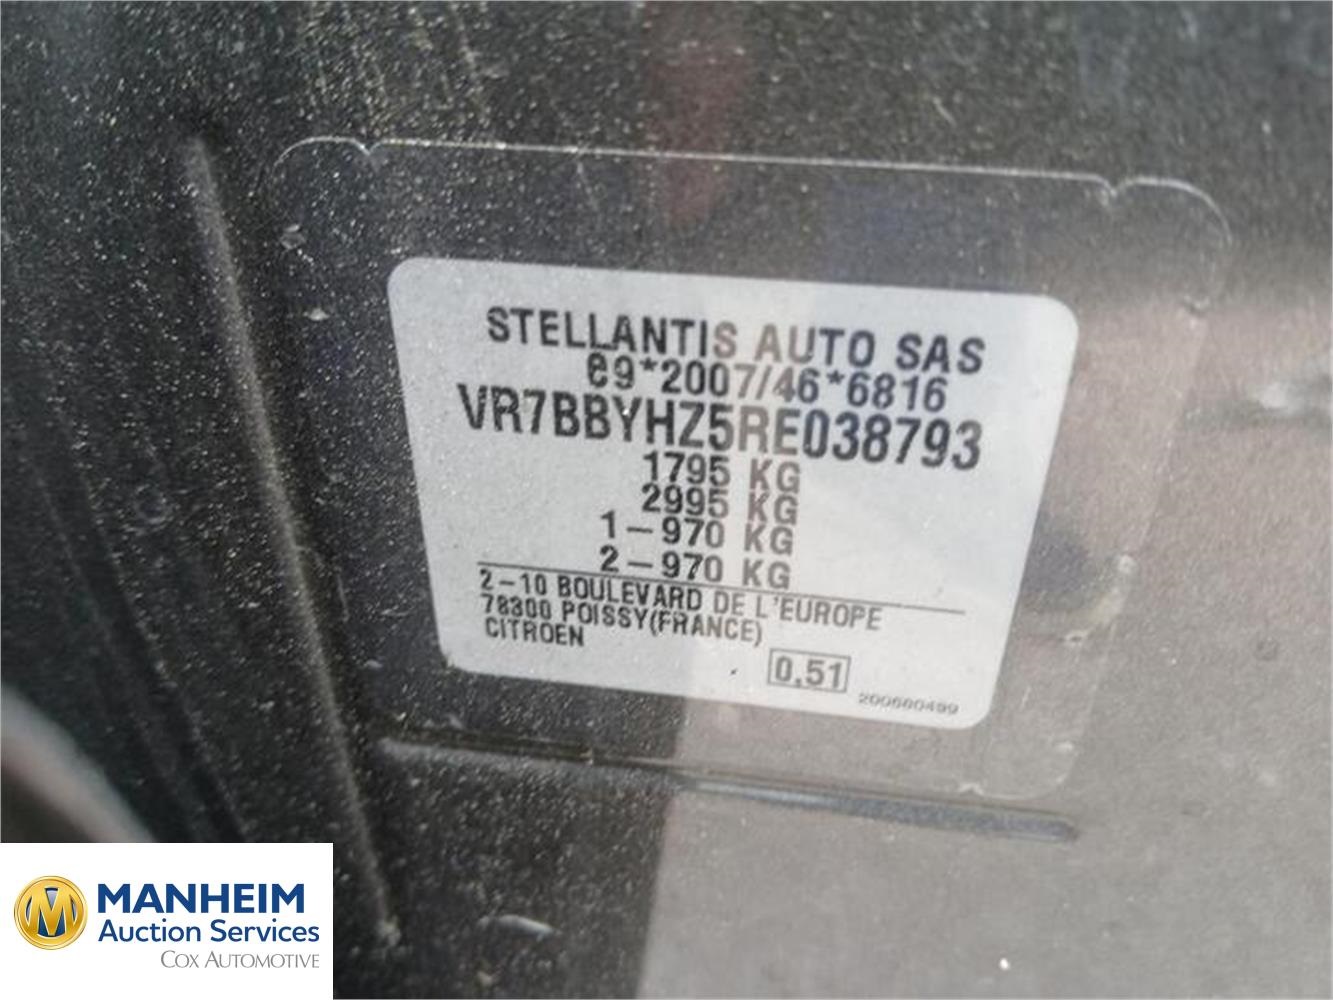 STELLANTIS AUTO SAS
e9*2007/46*6816
VR7BBYHZ5RE038793
1795 KG
2995 KG
1-970 KG
2-970 KG
2-10 BOULEVARD DE L'EUROPE
78300 POISSY(FRANCE)
CITROEN
0,51
200680499
MANHEIM
Auction Services
COX AUTOMOTIVE